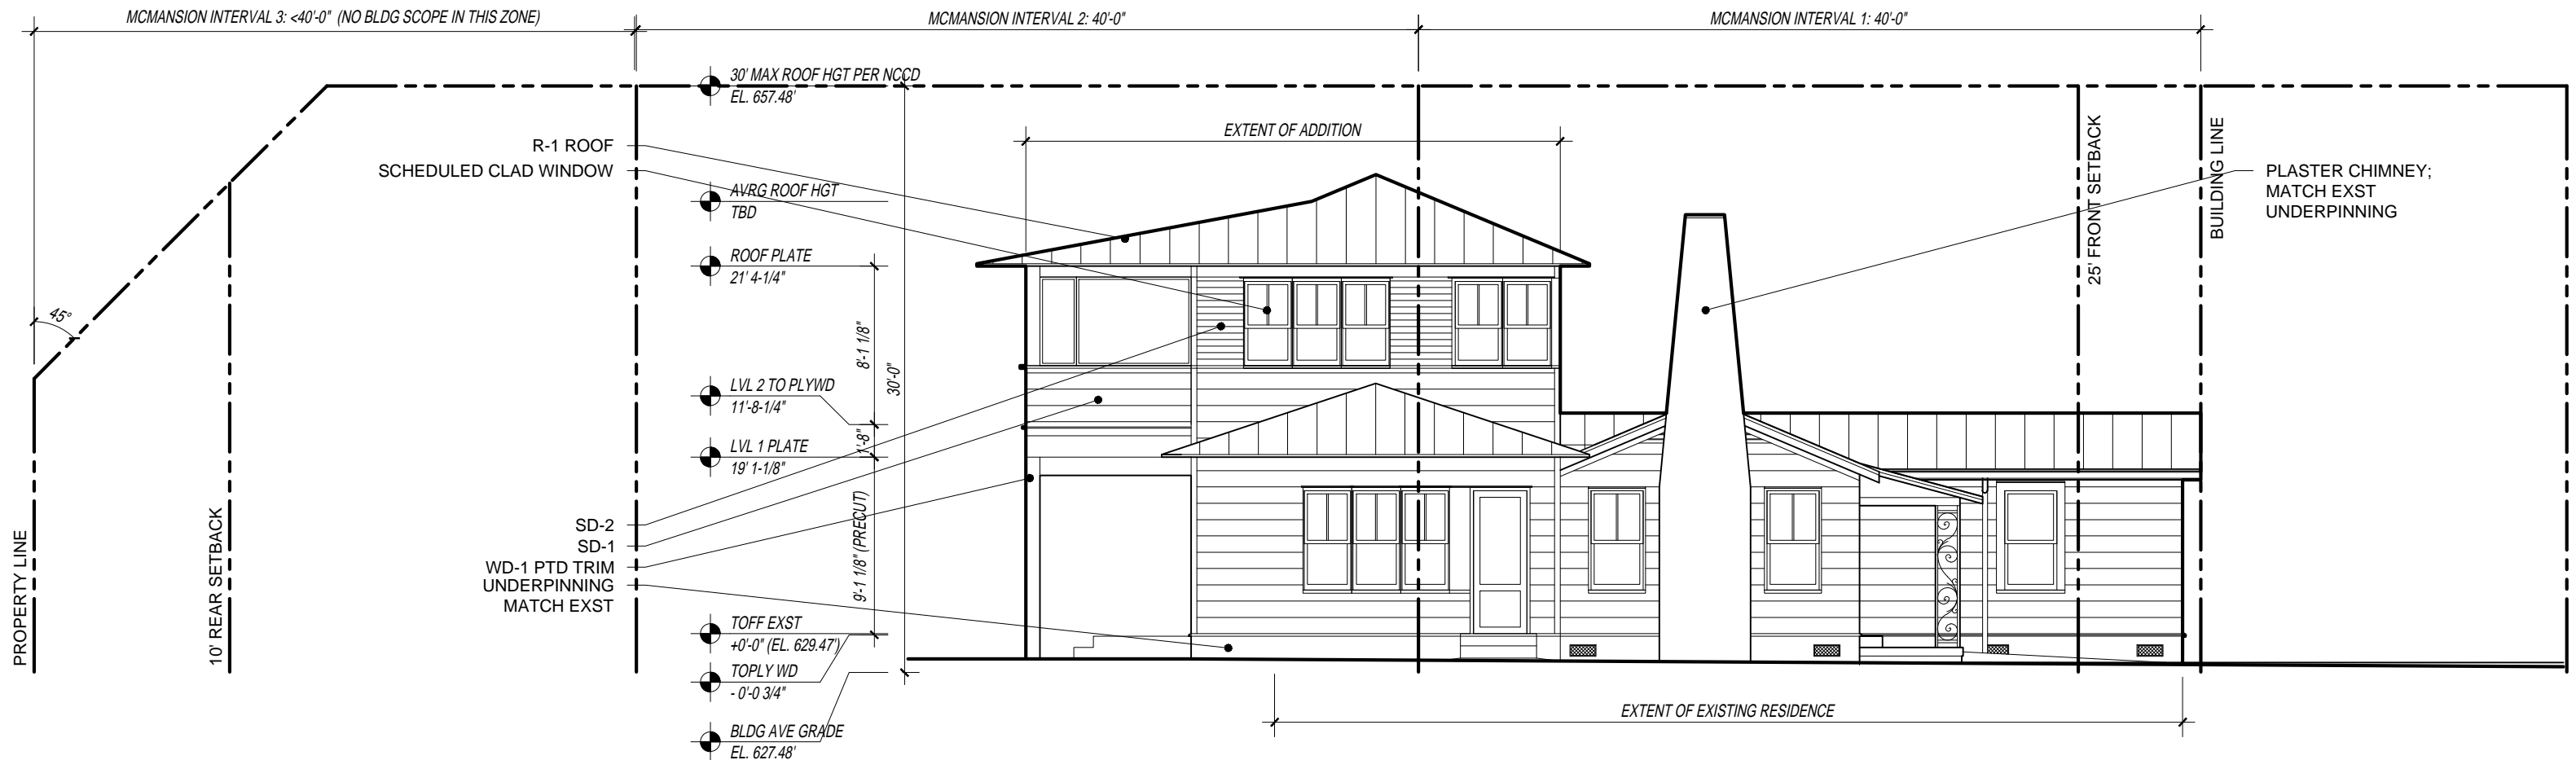 MCMANSION INTERVAL 3: <40'-0" (NO BLDG SCOPE IN THIS ZONE)
MCMANSION INTERVAL 2: 40'-0"
MCMANSION INTERVAL 1: 40'-0"
30' MAX ROOF HGT PER NCCD
EL. 657.48'
EXTENT OF ADDITION
R-1 ROOF
SCHEDULED CLAD WINDOW
AVRG ROOF HGT
TBD
ROOF PLATE
21' 4-1/4"
LVL 2 TO PLYWD
11'-8-1/4"
LVL 1 PLATE
19' 1-1/8"
8'-1 1/8"
1'-8"
9'-1 1/8" (PRECUT)
30'-0"
45°
PROPERTY LINE
10' REAR SETBACK
SD-2
SD-1
WD-1 PTD TRIM
UNDERPINNING
MATCH EXST
TOFF EXST
+0'-0" (EL. 629.47')
TOPLY WD
- 0'-0 3/4"
BLDG AVE GRADE
EL. 627.48'
25' FRONT SETBACK
BUILDING LINE
PLASTER CHIMNEY;
MATCH EXST
UNDERPINNING
EXTENT OF EXISTING RESIDENCE